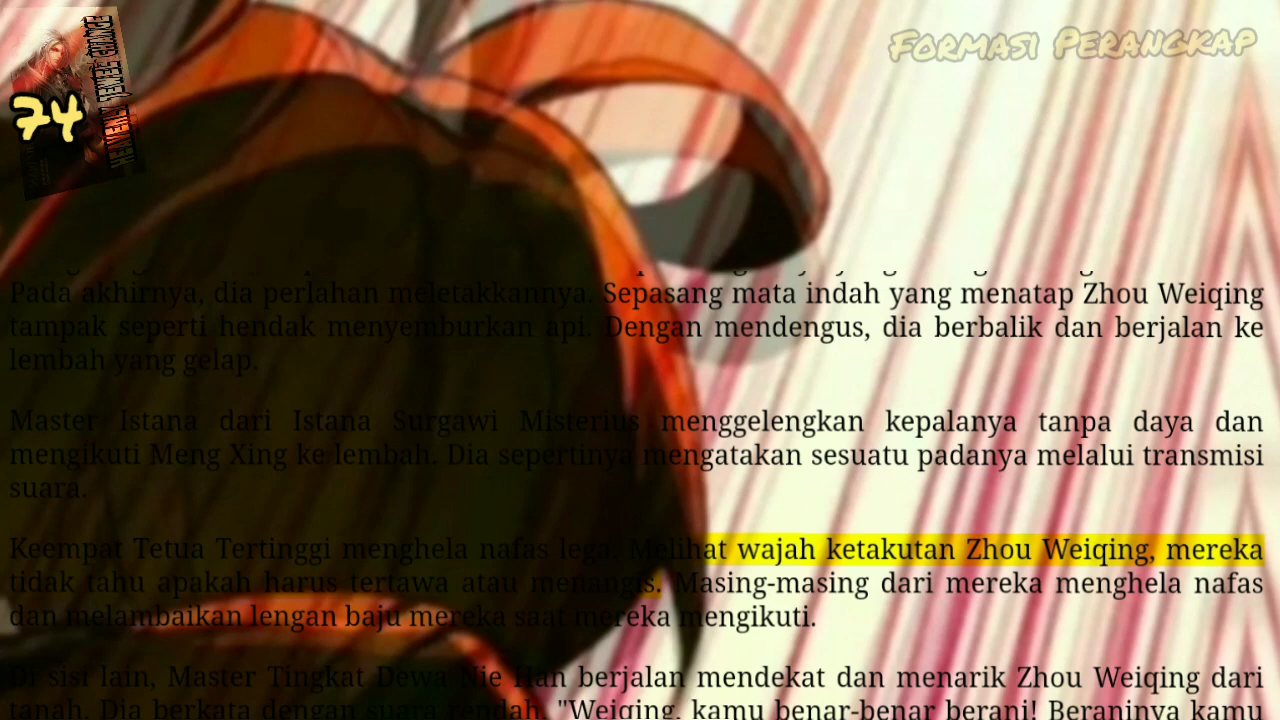 74
HEAVENLY JEWEL CHANGE
Formasi Perangkap
Pada akhirnya, dia perlahan meletakkannya. Sepasang mata indah yang menatap Zhou Weiqing
tampak seperti hendak menyemburkan api. Dengan mendengus, dia berbalik dan berjalan ke
lembah yang gelap.
Master Istana dari Istana Surgawi Misterius menggelengkan kepalanya tanpa daya dan
mengikuti Meng Xing ke lembah. Dia sepertinya mengatakan sesuatu padanya melalui transmisi
suara.
Keempat Tetua Tertinggi menghela nafas lega. Melihat wajah ketakutan Zhou Weiqing, mereka
tidak tahu apakah harus tertawa atau menangis. Masing-masing dari mereka menghela nafas
dan melambaikan lengan baju mereka saat mereka mengikuti.
Di sisi lain, Master Tingkat Dewa Nie Han berjalan mendekat dan menarik Zhou Weiqing dari
tanah. Dia berkata dengan suara rendah, "Weiqing, kamu benar-benar berani! Beraninya kamu